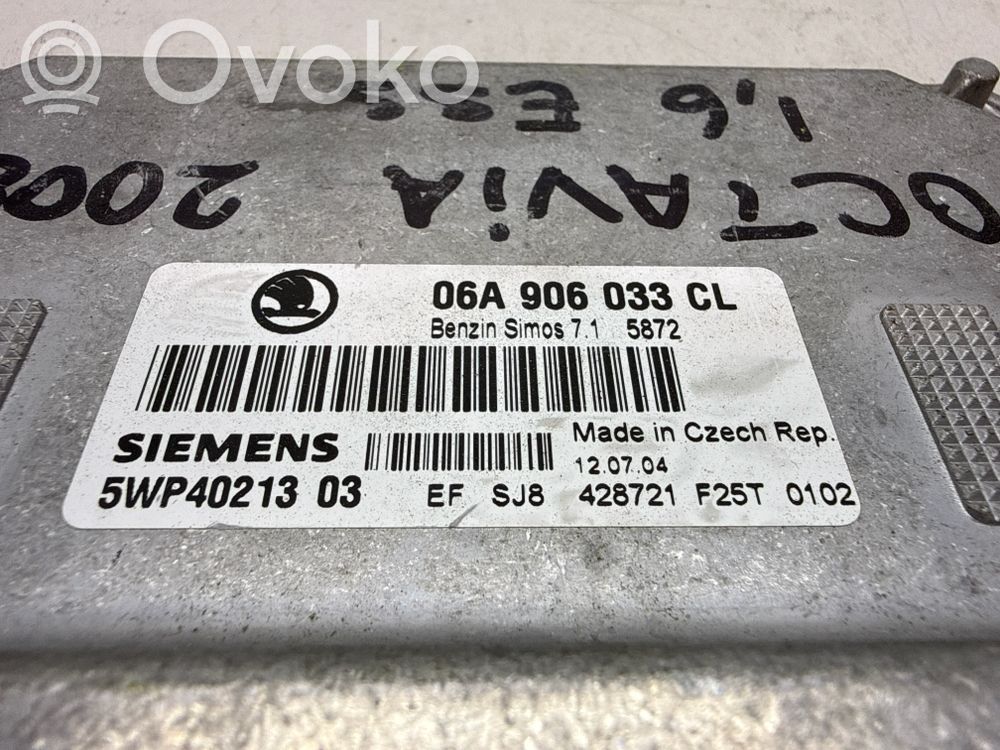 Ovoko
1,6 ESS
OCTAVIA 2008
06A 906 033 CL
Benzin Simos 7.1 5872
SIEMENS
Made in Czech Rep.
12.07.04
5WP40213 03
EF SJ8 428721 F25T 0102